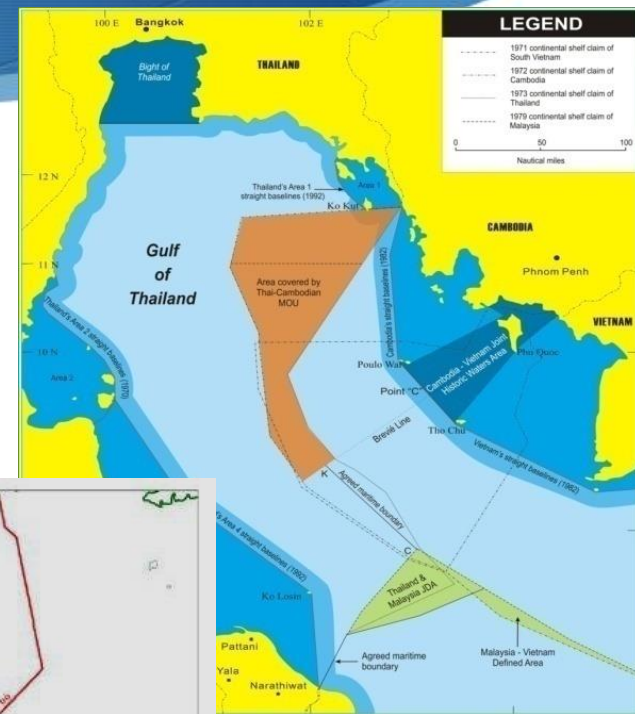 100 E
102 E
Bangkok
LEGEND
1971 continental shelf claim of
South Vietnam
1972 continental shelf claim of
Cambodia
1973 continental shelf claim of
Thailand
1979 continental shelf claim of
Malaysia
0
50
100
Nautical miles
Bight of
Thailand
THAILAND
12 N
Thailand's Area 1
straight baselines (1992)
Area 1
Ko Kut
CAMBODIA
Gulf
of
Thailand
11 N
Area covered by
Thai-Cambodian
MOU
Phnom Penh
Cambodia's straight baselines (1982)
VIETNAM
Thailand's Area 2 straight baselines (1970)
10 N
Phu Quoc
Poulo Wai
Cambodia - Vietnam Joint
Historic Waters Area
Point "C"
Area 2
Brevié Line
Tho Chu
Vietnam's straight baselines (1982)
K
Agreed maritime boundary
C
Area 4 straight baselines (1992)
Thailand &
Malaysia JDA
Ko Losin
Pattani
Agreed maritime
boundary
Malaysia - Vietnam
Defined Area
Yala
Narathiwat